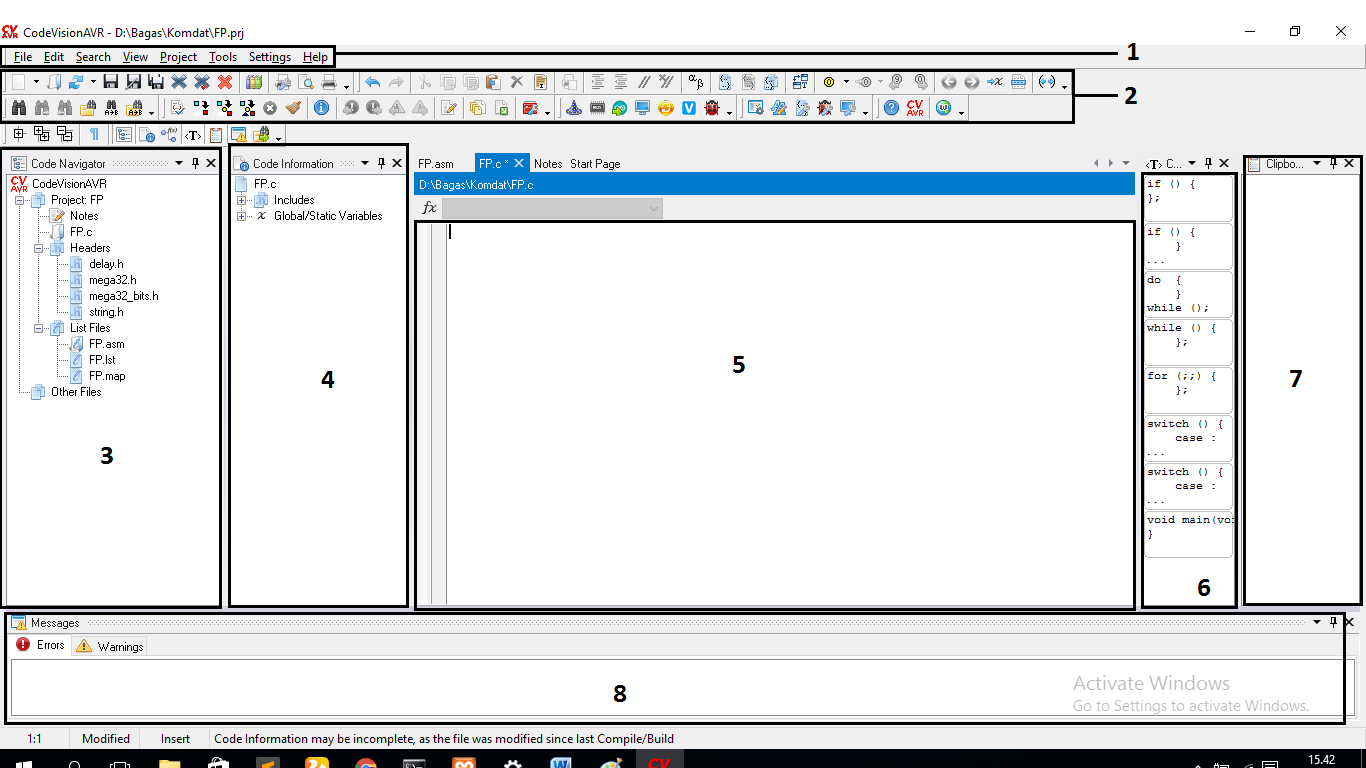 CodeVisionAVR - D:\Bagas\Komdat\FP.prj
File Edit Search View Project Tools Settings Help
1
2
Code Navigator
CodeVisionAVR
Project: FP
Notes
FP.c
Headers
delay.h
mega32.h
mega32_bits.h
string.h
List Files
FP.asm
FP.lst
FP.map
Other Files
3
Code Information
FP.c
Includes
Global/Static Variables
4
FP.asm FP.c * Notes Start Page
D:\Bagas\Komdat\FP.c
fx
5
<T> C...
if () {
};
if () {
}
...
do {
}
while ();
while () {
};
for (;;) {
};
switch () {
case :
...
switch () {
case :
...
void main(voi
}
6
Clipbo...
7
Messages
Errors Warnings
8
Activate Windows
Go to Settings to activate Windows.
1:1 Modified Insert Code Information may be incomplete, as the file was modified since last Compile/Build
15.42